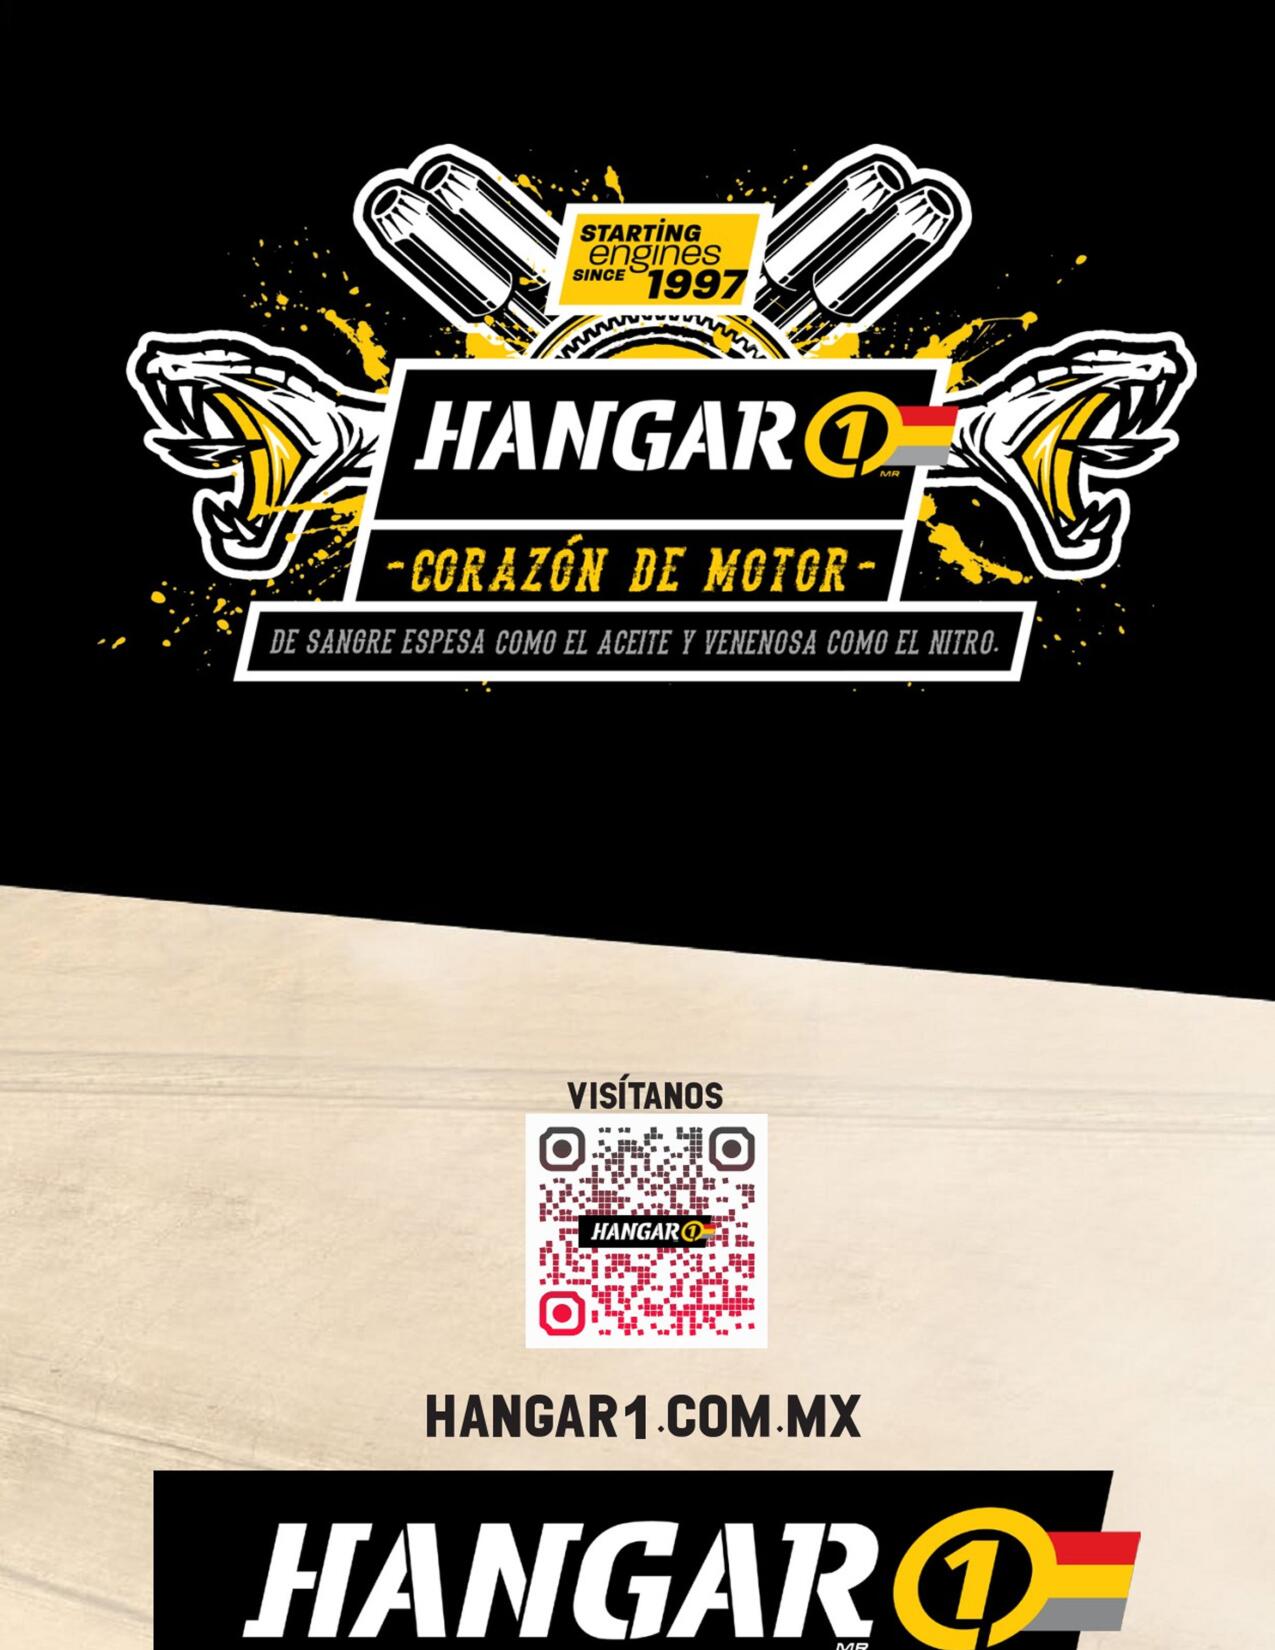 STARTING
engines
SINCE 1997
HANGAR 1
MR
-CORAZÓN DE MOTOR-
DE SANGRE ESPESA COMO EL ACEITE Y VENENOSA COMO EL NITRO.
VISÍTANOS
HANGAR 1
HANGAR1.COM.MX
HANGAR 1
MR